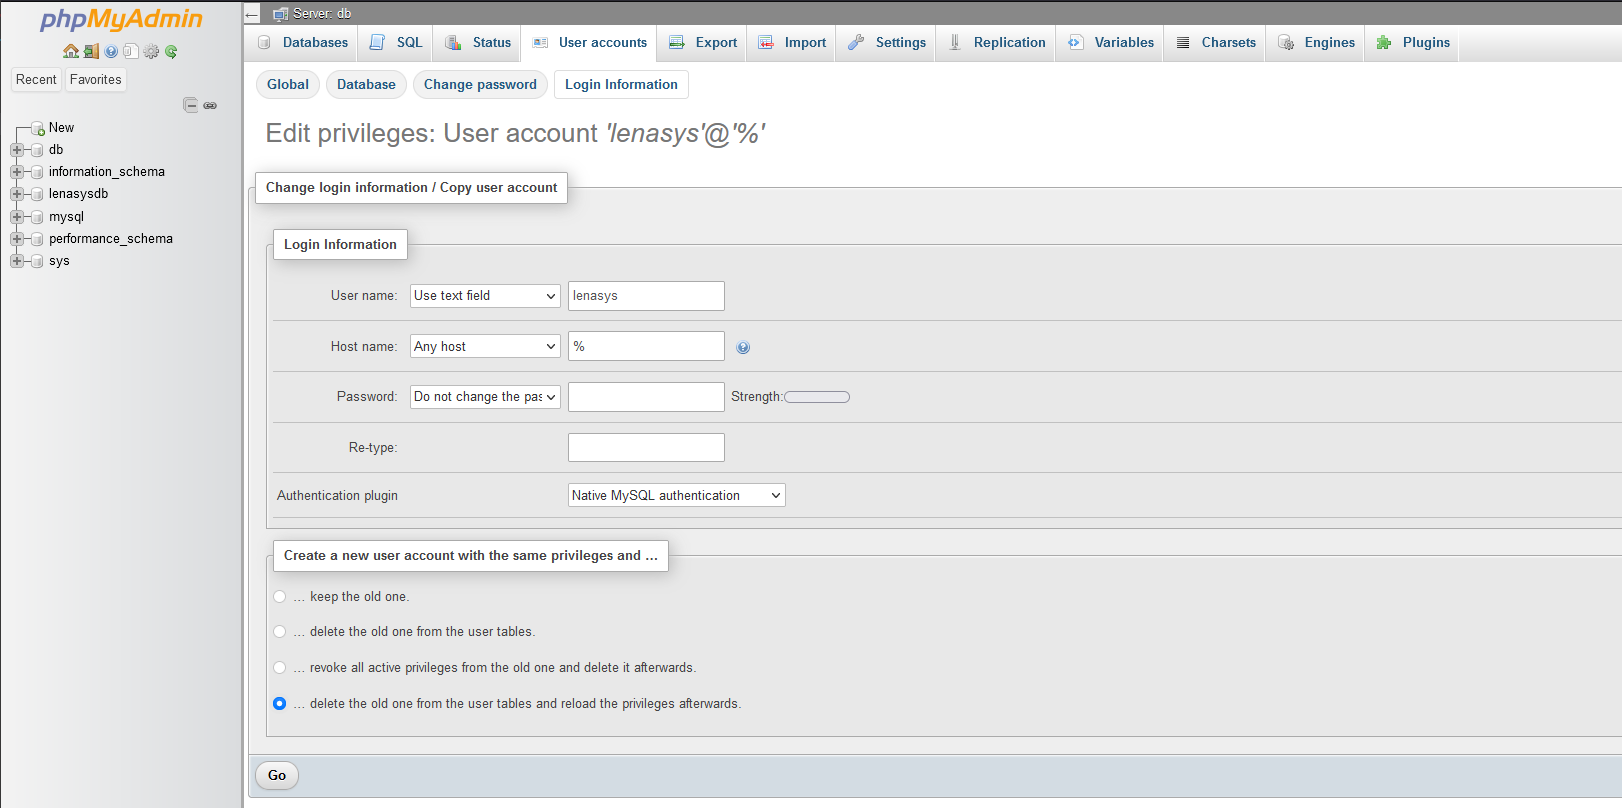 phpMyAdmin
Recent Favorites
New
db
information_schema
lenasysdb
mysql
performance_schema
sys
Server: db
Databases SQL Status User accounts Export Import Settings Replication Variables Charsets Engines Plugins
Global Database Change password Login Information
Edit privileges: User account 'lenasys'@'%'
Change login information / Copy user account
Login Information
User name: Use text field lenasys
Host name: Any host %
Password: Do not change the pas Strength:
Re-type:
Authentication plugin Native MySQL authentication
Create a new user account with the same privileges and ...
... keep the old one.
... delete the old one from the user tables.
... revoke all active privileges from the old one and delete it afterwards.
... delete the old one from the user tables and reload the privileges afterwards.
Go